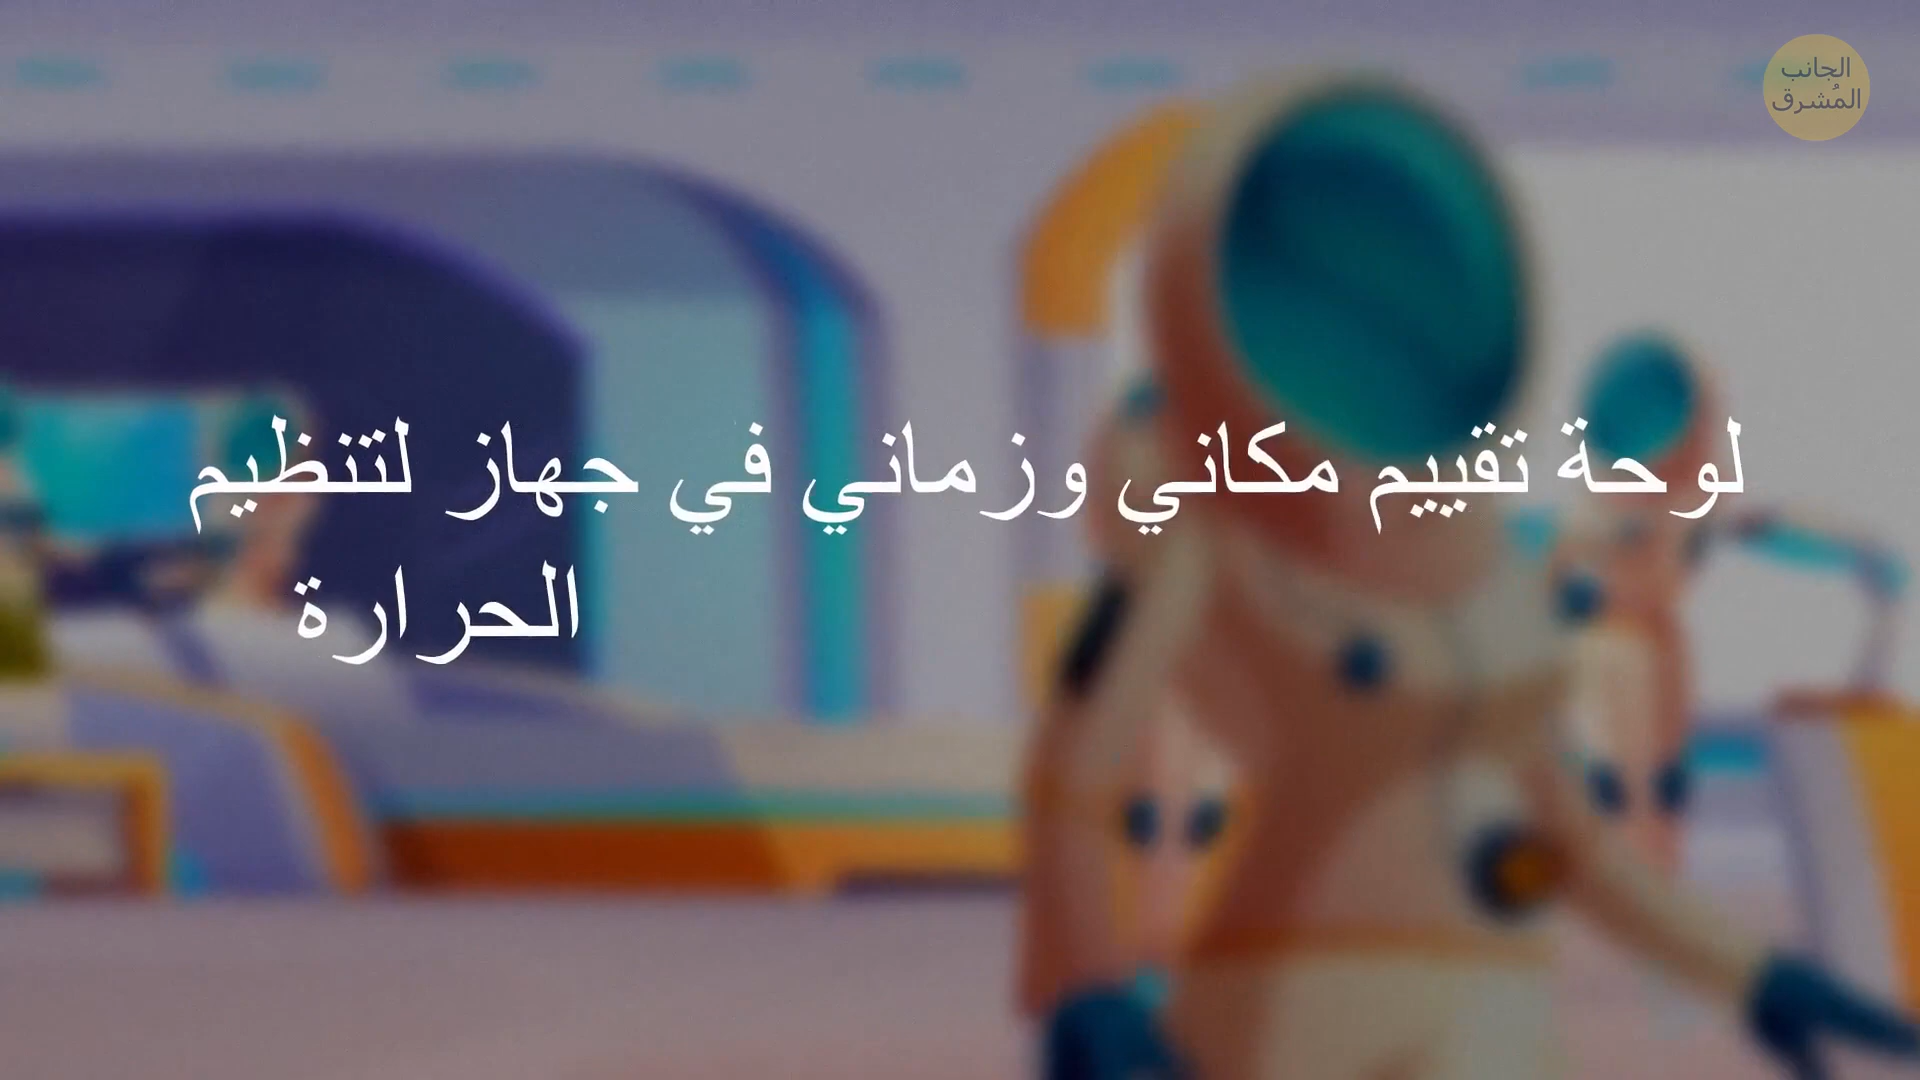 الجانب
المُشرق
لوحة تقييم مكاني وزماني في جهاز لتنظيم
الحرارة